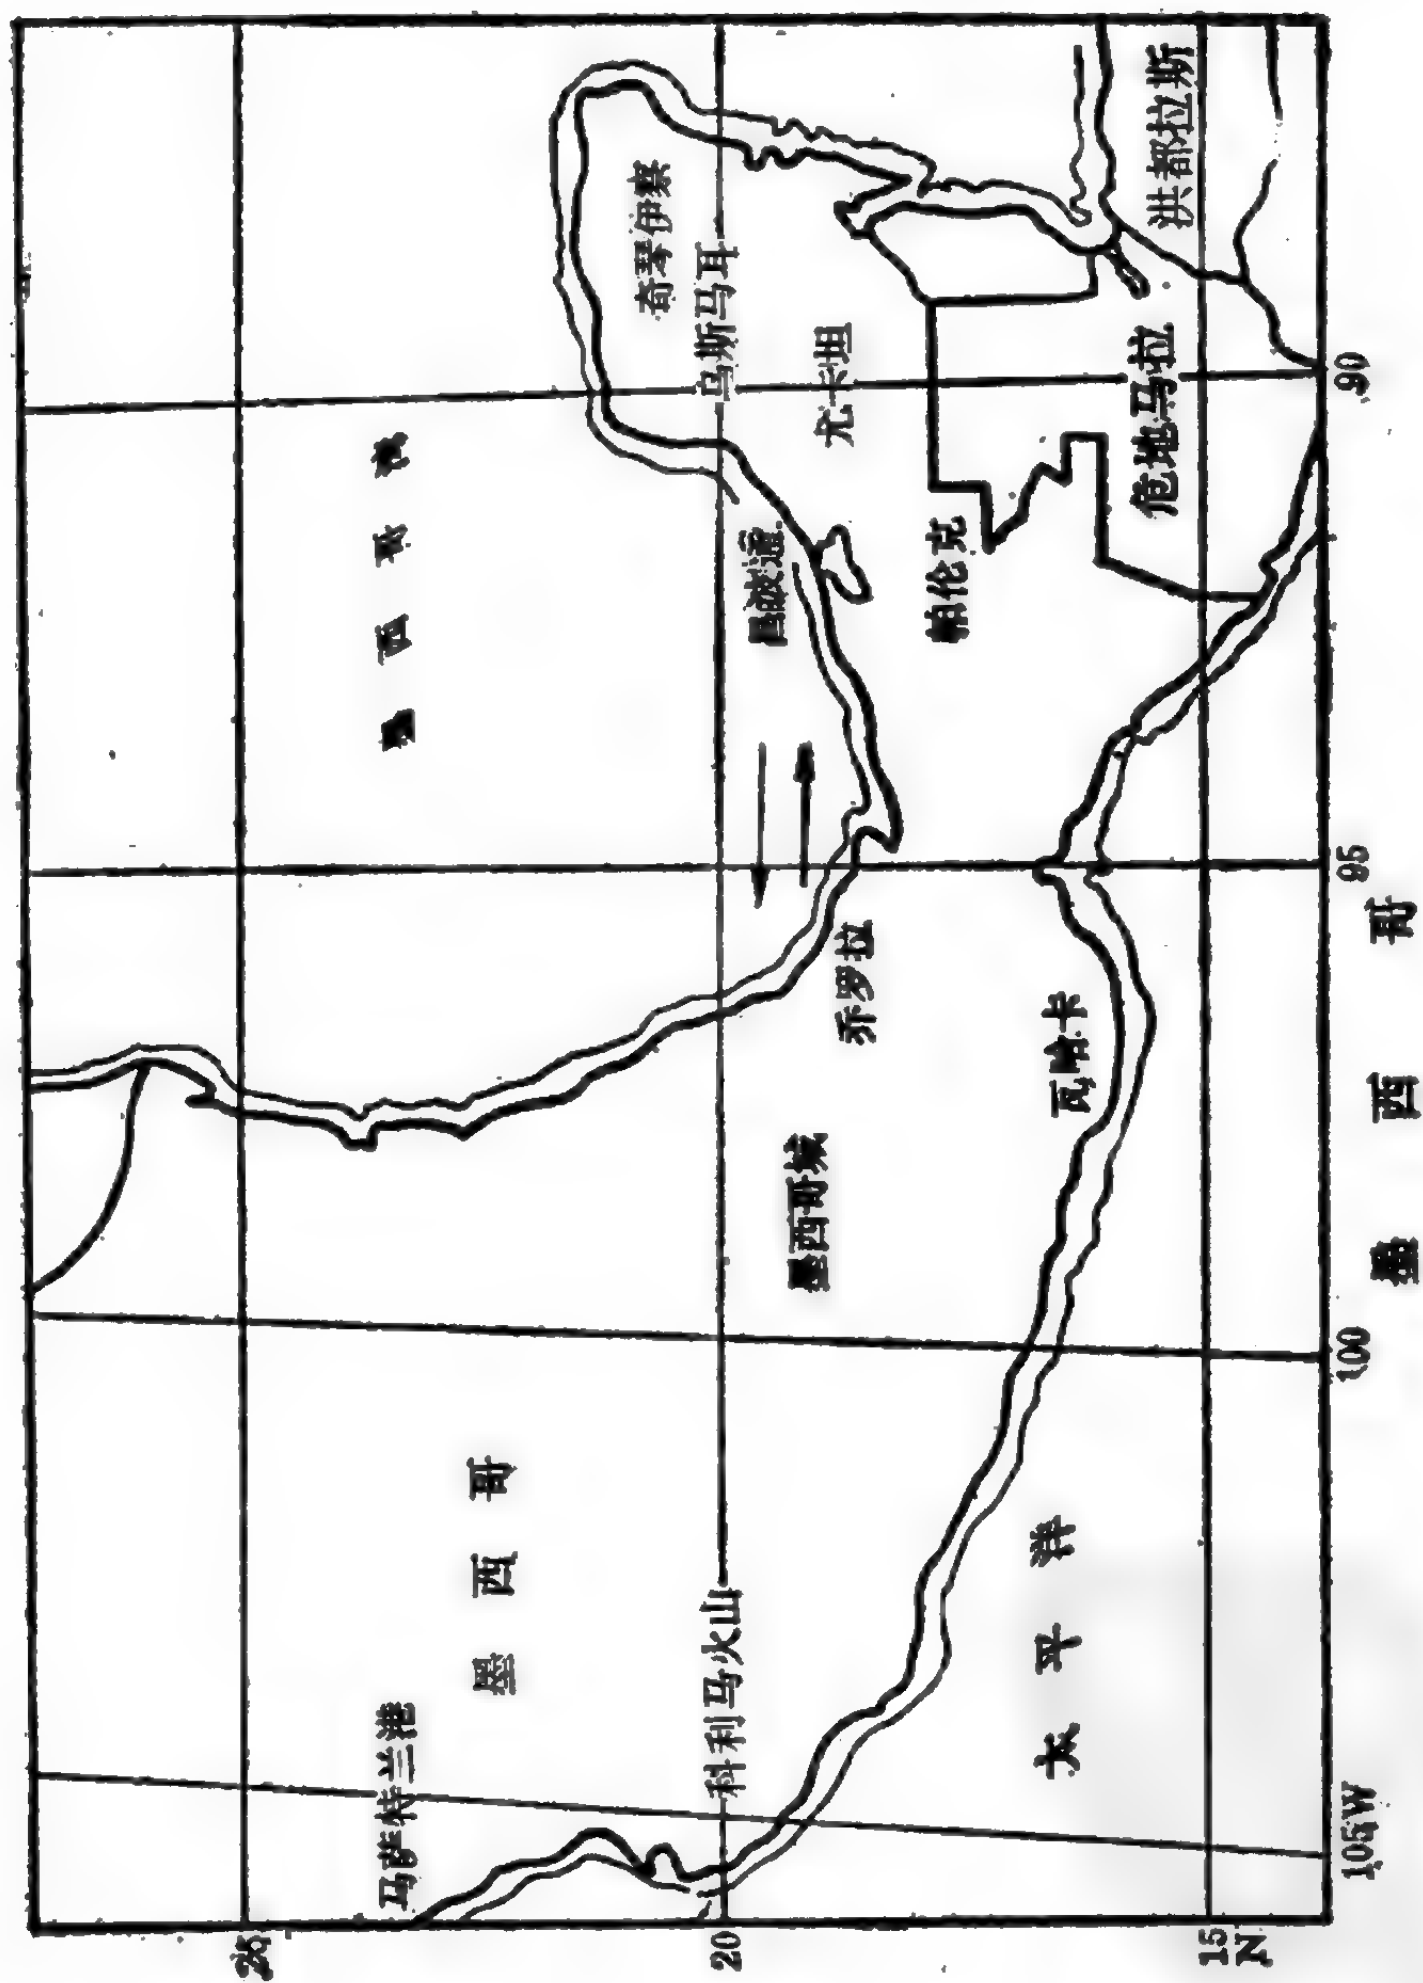 25
马萨特兰港
墨西哥湾
墨西哥
奇琴伊察
20
科利马火山
乌斯马耳
昌波通
墨西哥城
尤卡坦
乔罗拉
帕伦克
太平洋
瓦哈卡
危地马拉
洪都拉斯
15
N
105W
100
95
90
墨西哥